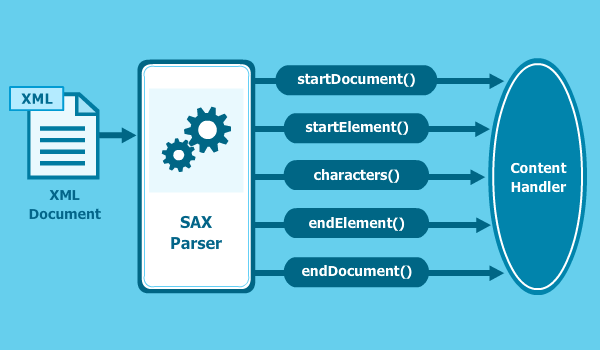 XML
XML
Document
SAX
Parser
startDocument()
startElement()
characters()
endElement()
endDocument()
Content
Handler